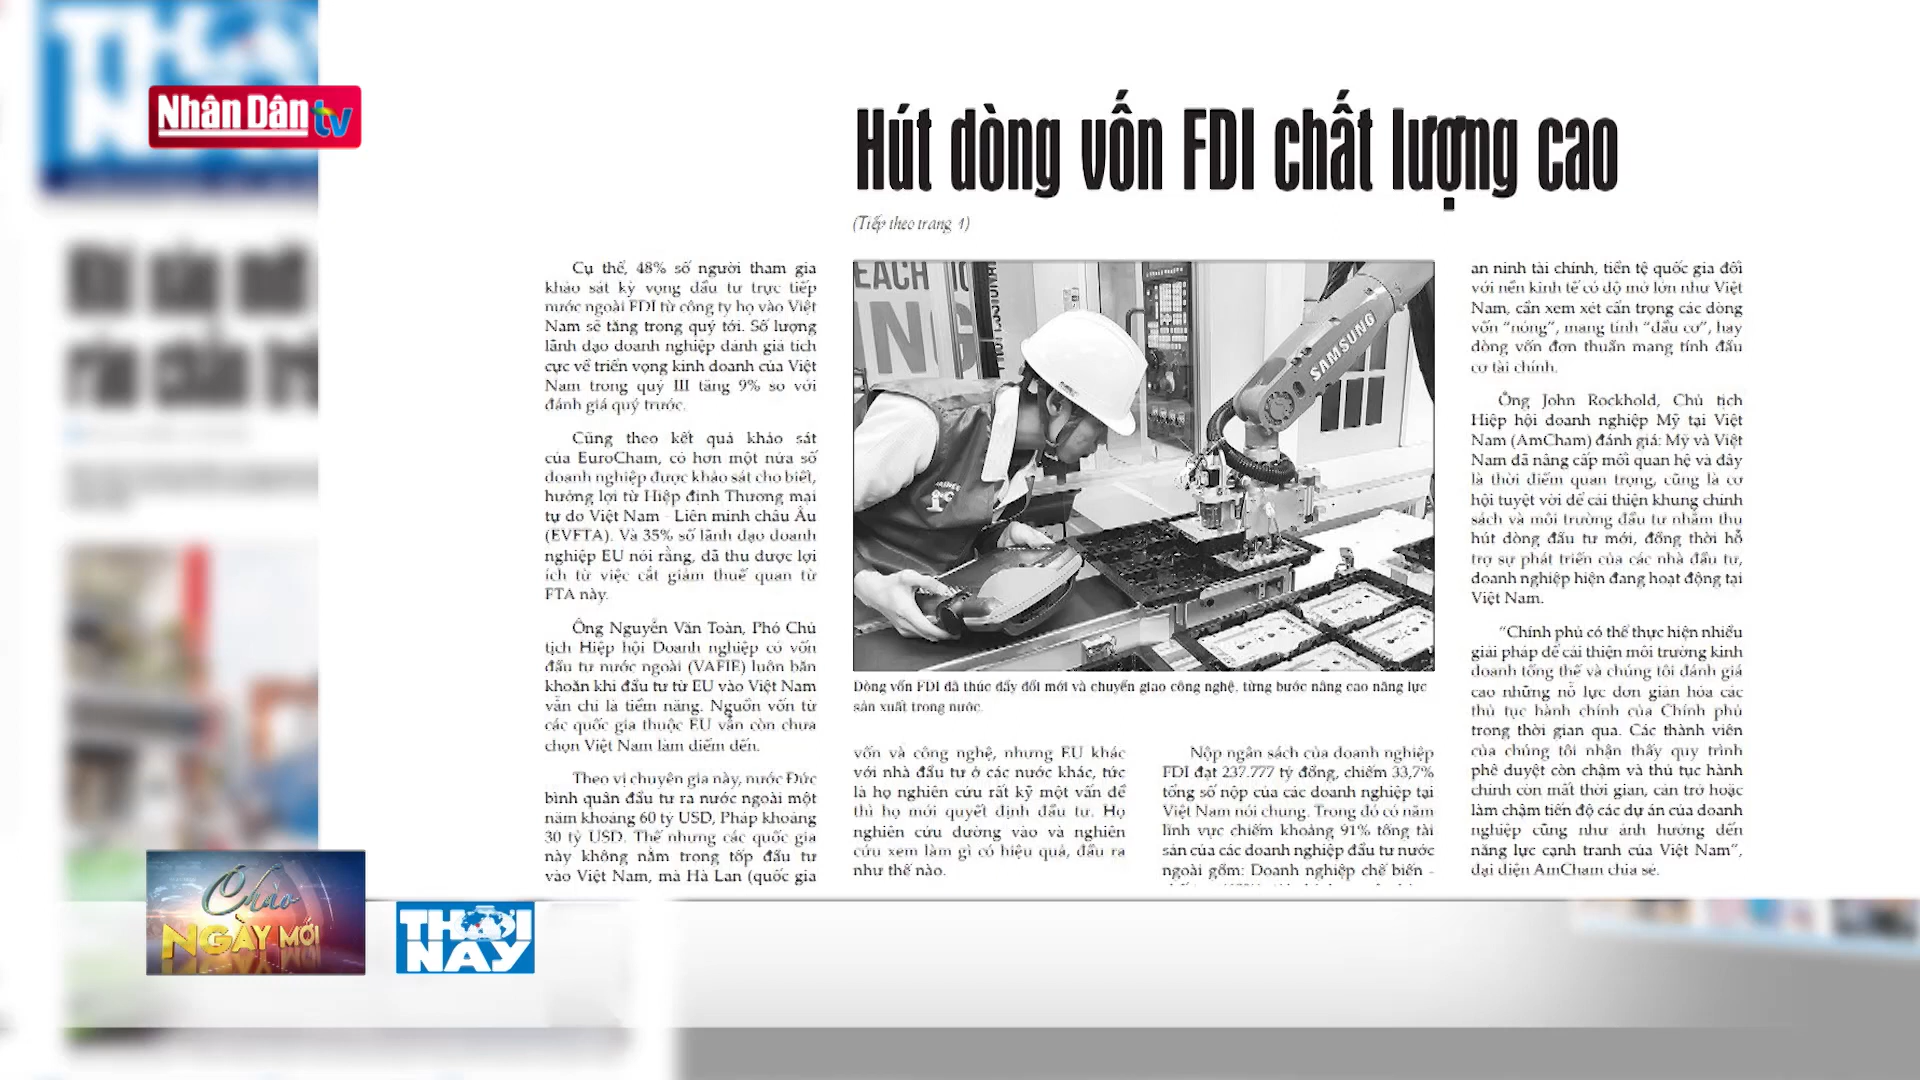 THỜI
Nhân Dân tv
Hút dòng vốn FDI chất lượng cao
(Tiếp theo trang 1)
Cụ thể, 48% số người tham gia
khảo sát kỳ vọng đầu tư trực tiếp
nước ngoài FDI từ công ty họ vào Việt
Nam sẽ tăng trong quý tới. Số lượng
lãnh đạo doanh nghiệp đánh giá tích
cực về triển vọng kinh doanh của Việt
Nam trong quý III tăng 9% so với
đánh giá quý trước.
Cũng theo kết quả khảo sát
của EuroCham, có hơn một nửa số
doanh nghiệp được khảo sát cho biết,
hưởng lợi từ Hiệp định Thương mại
tự do Việt Nam - Liên minh châu Âu
(EVFTA). Và 35% số lãnh đạo doanh
nghiệp EU nói rằng, đã thu được lợi
ích từ việc cắt giảm thuế quan từ
FTA này.
Ông Nguyễn Văn Toàn, Phó Chủ
tịch Hiệp hội Doanh nghiệp có vốn
đầu tư nước ngoài (VAFIE) luôn băn
khoăn khi đầu tư từ EU vào Việt Nam
vẫn chỉ là tiềm năng. Nguồn vốn từ
các quốc gia thuộc EU vẫn còn chưa
chọn Việt Nam làm điểm đến.
Theo vị chuyên gia này, nước Đức
bình quân đầu tư ra nước ngoài một
năm khoảng 60 tỷ USD, Pháp khoảng
30 tỷ USD. Thế nhưng các quốc gia
này không nằm trong tốp đầu tư
vào Việt Nam, mà Hà Lan (quốc gia
EACH
SAMSUNG
Dòng vốn FDI đã thúc đẩy đổi mới và chuyển giao công nghệ, từng bước nâng cao năng lực
sản xuất trong nước.
vốn và công nghệ, nhưng EU khác
với nhà đầu tư ở các nước khác, tức
là họ nghiên cứu rất kỹ một vấn đề
thì họ mới quyết định đầu tư. Họ
nghiên cứu đường vào và nghiên
cứu xem làm gì có hiệu quả, đầu ra
như thế nào.
Nộp ngân sách của doanh nghiệp
FDI đạt 237.777 tỷ đồng, chiếm 33,7%
tổng số nộp của các doanh nghiệp tại
Việt Nam nói chung. Trong đó có năm
lĩnh vực chiếm khoảng 91% tổng tài
sản của các doanh nghiệp đầu tư nước
ngoài gồm: Doanh nghiệp chế biến -
an ninh tài chính, tiền tệ quốc gia đối
với nền kinh tế có độ mở lớn như Việt
Nam, cần xem xét cẩn trọng các dòng
vốn “nóng”, mang tính “đầu cơ”, hay
dòng vốn đơn thuần mang tính đầu
cơ tài chính.
Ông John Rockhold, Chủ tịch
Hiệp hội doanh nghiệp Mỹ tại Việt
Nam (AmCham) đánh giá: Mỹ và Việt
Nam đã nâng cấp mối quan hệ và đây
là thời điểm quan trọng, cũng là cơ
hội tuyệt vời để cải thiện khung chính
sách và môi trường đầu tư nhằm thu
hút dòng đầu tư mới, đồng thời hỗ
trợ sự phát triển của các nhà đầu tư,
doanh nghiệp hiện đang hoạt động tại
Việt Nam.
“Chính phủ có thể thực hiện nhiều
giải pháp để cải thiện môi trường kinh
doanh tổng thể và chúng tôi đánh giá
cao những nỗ lực đơn giản hóa các
thủ tục hành chính của Chính phủ
trong thời gian qua. Các thành viên
của chúng tôi nhận thấy quy trình
phê duyệt còn chậm và thủ tục hành
chính còn mất thời gian, cản trở hoặc
làm chậm tiến độ các dự án của doanh
nghiệp cũng như ảnh hưởng đến
năng lực cạnh tranh của Việt Nam”,
đại diện AmCham chia sẻ.
Chào
NGÀY MỚI
THỜI
NAY